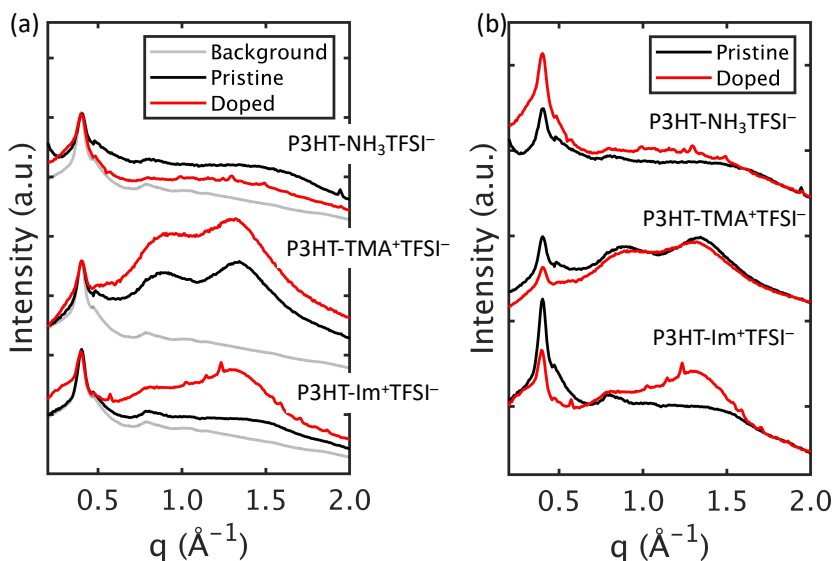 (a)
Background
Pristine
Doped
P3HT-NH₃TFSI⁻
P3HT-TMA⁺TFSI⁻
P3HT-Im⁺TFSI⁻
Intensity (a.u.)
0.5 1.0 1.5 2.0
q (Å⁻¹)
(b)
Pristine
Doped
P3HT-NH₃TFSI⁻
P3HT-TMA⁺TFSI⁻
P3HT-Im⁺TFSI⁻
Intensity (a.u.)
0.5 1.0 1.5 2.0
q (Å⁻¹)